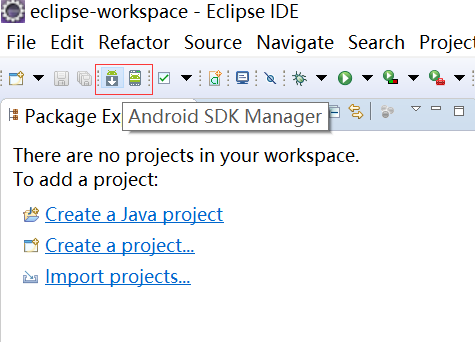 eclipse-workspace - Eclipse IDE
File Edit Refactor Source Navigate Search Project
Package Ex
Android SDK Manager
There are no projects in your workspace.
To add a project:
Create a Java project
Create a project...
Import projects...